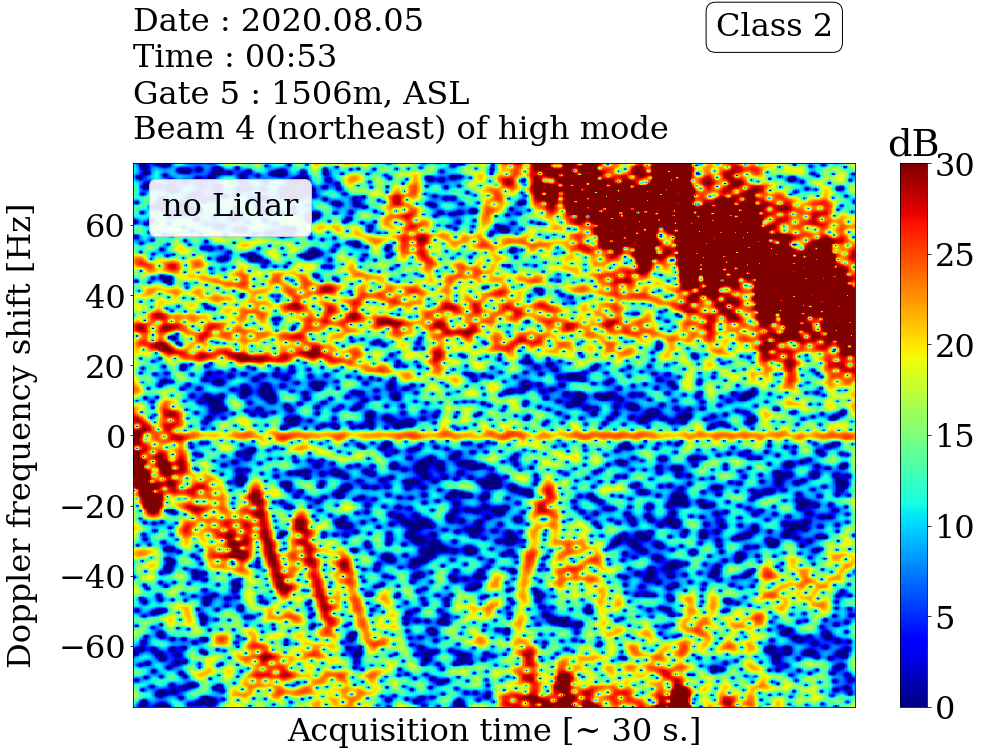 Date : 2020.08.05
Time : 00:53
Gate 5 : 1506m, ASL
Beam 4 (northeast) of high mode
Class 2
no Lidar
Doppler frequency shift [Hz]
60
40
20
0
−20
−40
−60
Acquisition time [~ 30 s.]
dB
30
25
20
15
10
5
0